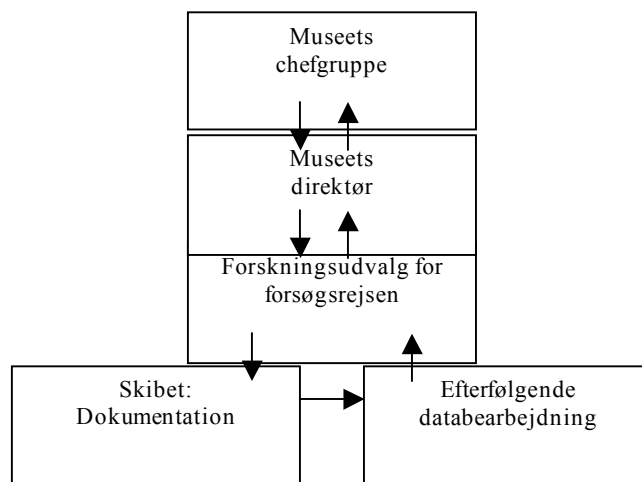 Museets
chefgruppe
Museets
direktør
Forskningsudvalg for
forsøgsrejsen
Skibet:
Dokumentation
Efterfølgende
databearbejdning